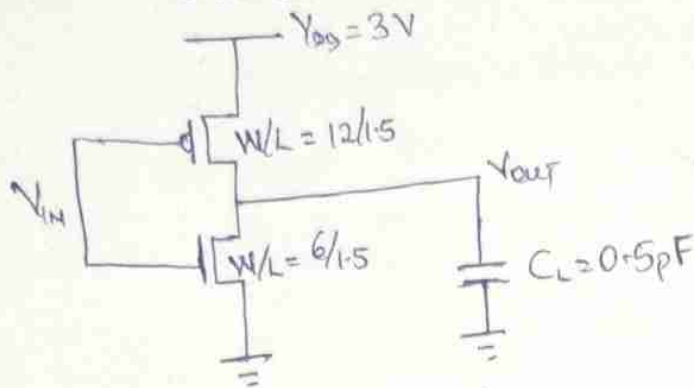 VDD = 3V
W/L = 12/1.5
VIN
VOUT
W/L = 6/1.5
CL = 0.5pF